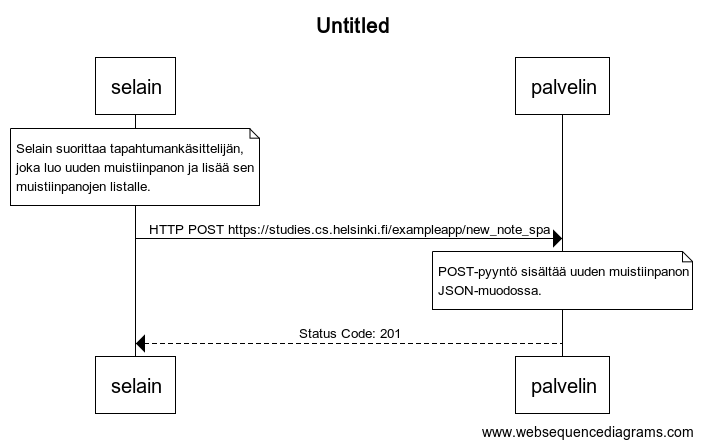 Untitled
selain
palvelin
Selain suorittaa tapahtumankäsittelijän,
joka luo uuden muistiinpanon ja lisää sen
muistiinpanojen listalle.
HTTP POST https://studies.cs.helsinki.fi/exampleapp/new_note_spa
POST-pyyntö sisältää uuden muistiinpanon
JSON-muodossa.
Status Code: 201
selain
palvelin
www.websequencediagrams.com